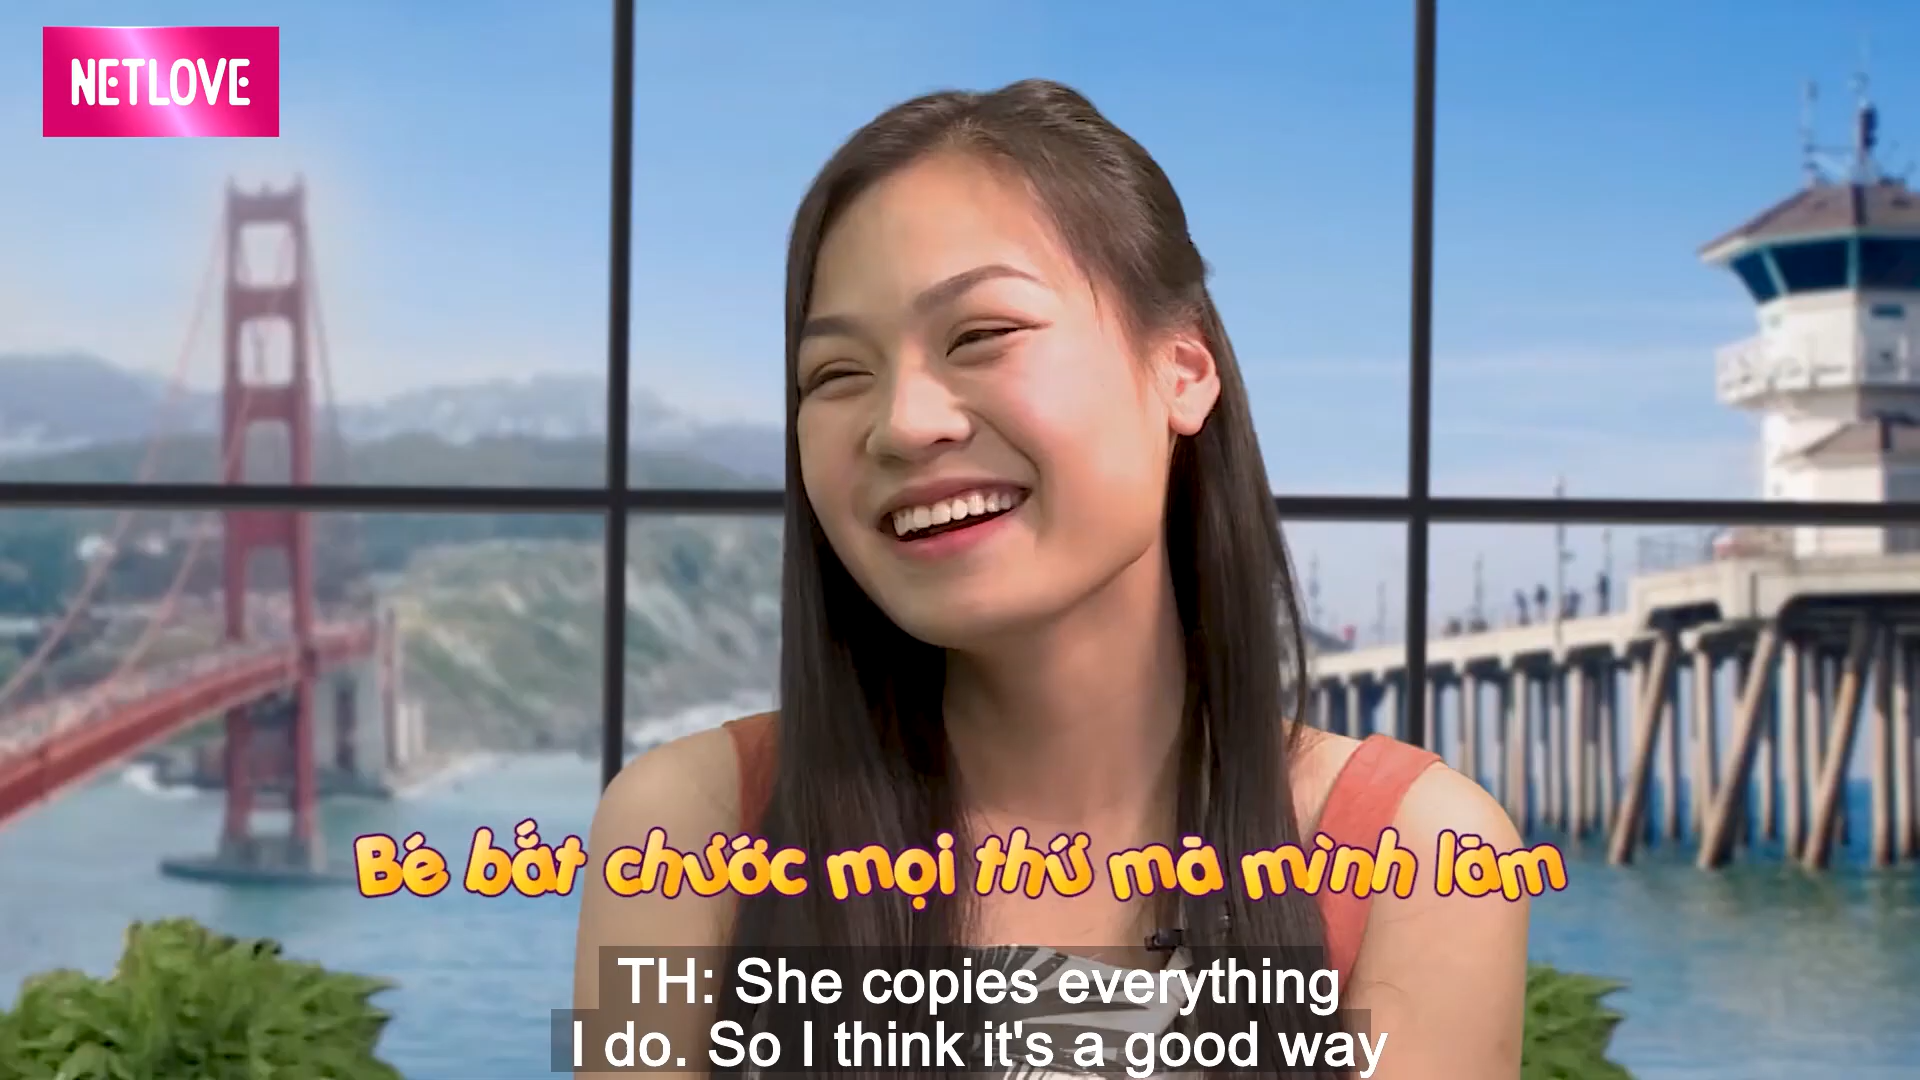 NETLOVE
Bé bắt chước mọi thứ mà mình làm
TH: She copies everything
I do. So I think it's a good way